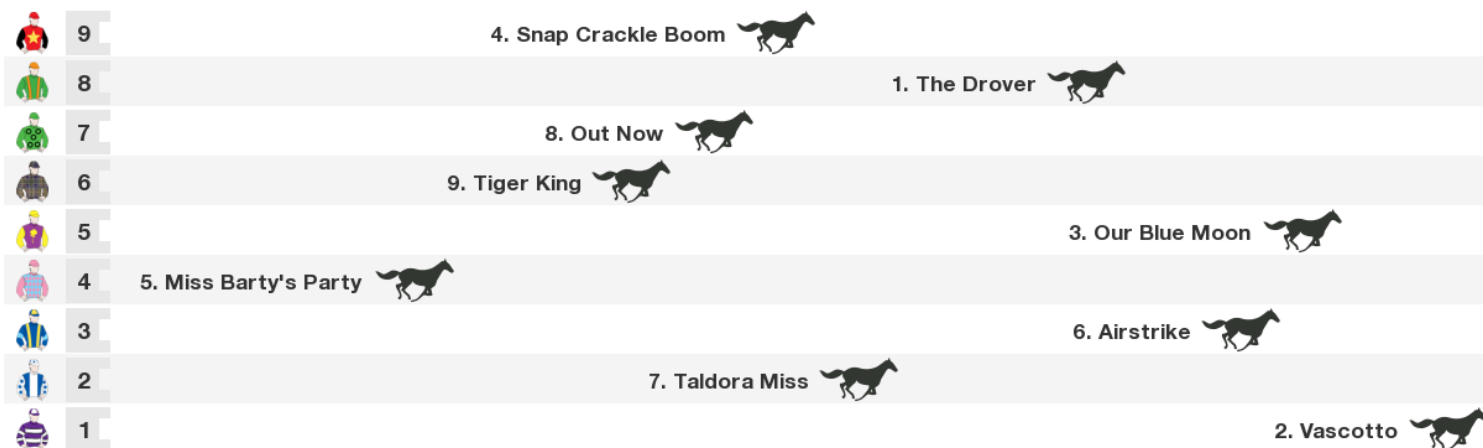 9 4. Snap Crackle Boom
8 1. The Drover
7 8. Out Now
6 9. Tiger King
5 3. Our Blue Moon
4 5. Miss Barty's Party
3 6. Airstrike
2 7. Taldora Miss
1 2. Vascotto